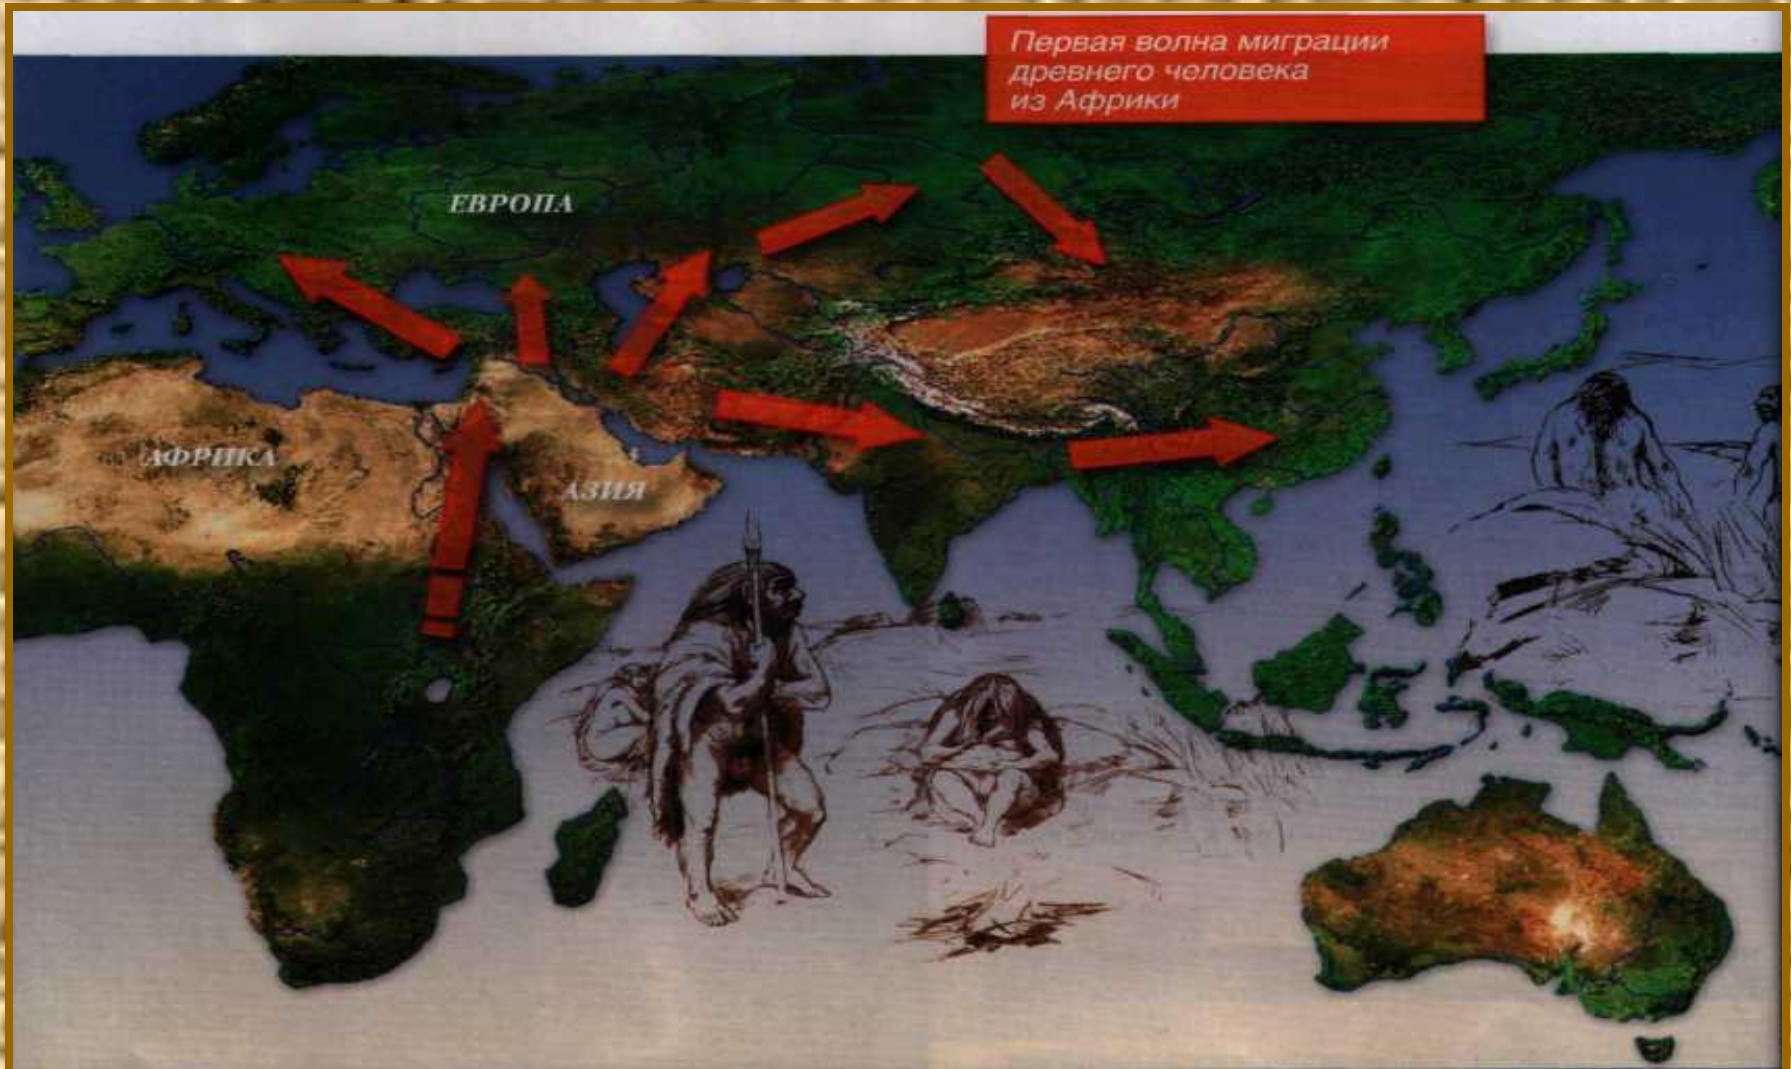 Первая волна миграции
древнего человека
из Африки
ЕВРОПА
АФРИКА
АЗИЯ